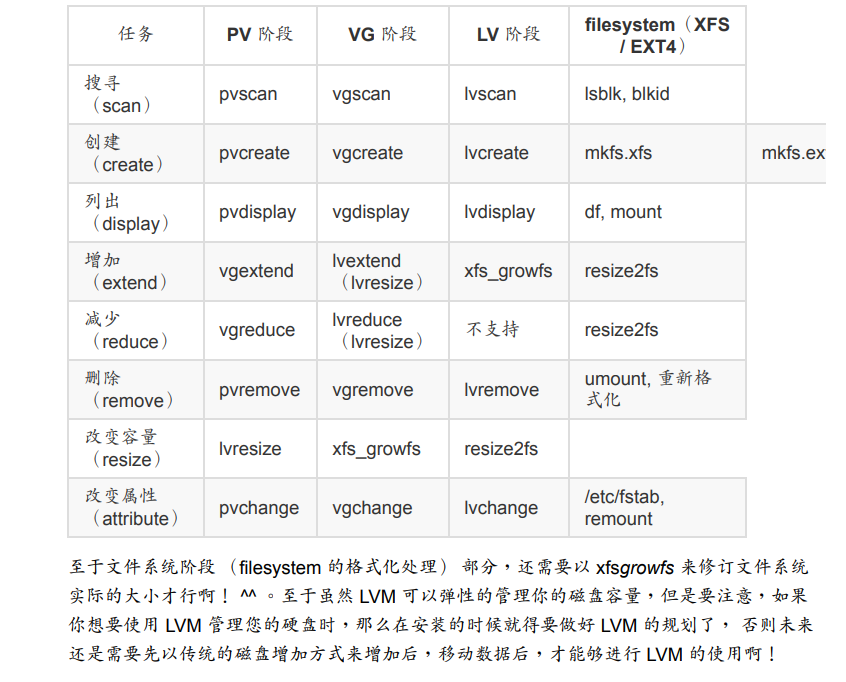 任务 PV 阶段 VG 阶段 LV 阶段 filesystem（XFS
/ EXT4）
搜寻
（scan） pvscan vgscan lvscan lsblk, blkid
创建
（create） pvcreate vgcreate lvcreate mkfs.xfs mkfs.ex
列出
（display） pvdisplay vgdisplay lvdisplay df, mount
增加
（extend） vgextend lvextend
（lvresize） xfs_growfs resize2fs
减少
（reduce） vgreduce lvreduce
（lvresize） 不支持 resize2fs
删除
（remove） pvremove vgremove lvremove umount, 重新格
式化
改变容量
（resize） lvresize xfs_growfs resize2fs
改变属性
（attribute） pvchange vgchange lvchange /etc/fstab,
remount
至于文件系统阶段 （filesystem 的格式化处理） 部分，还需要以 xfsgrowfs 来修订文件系统
实际的大小才行啊！ ^^ 。至于虽然 LVM 可以弹性的管理你的磁盘容量，但是要注意，如果
你想要使用 LVM 管理您的硬盘时，那么在安装的时候就得要做好 LVM 的规划了， 否则未来
还是需要先以传统的磁盘增加方式来增加后，移动数据后，才能够进行 LVM 的使用啊！